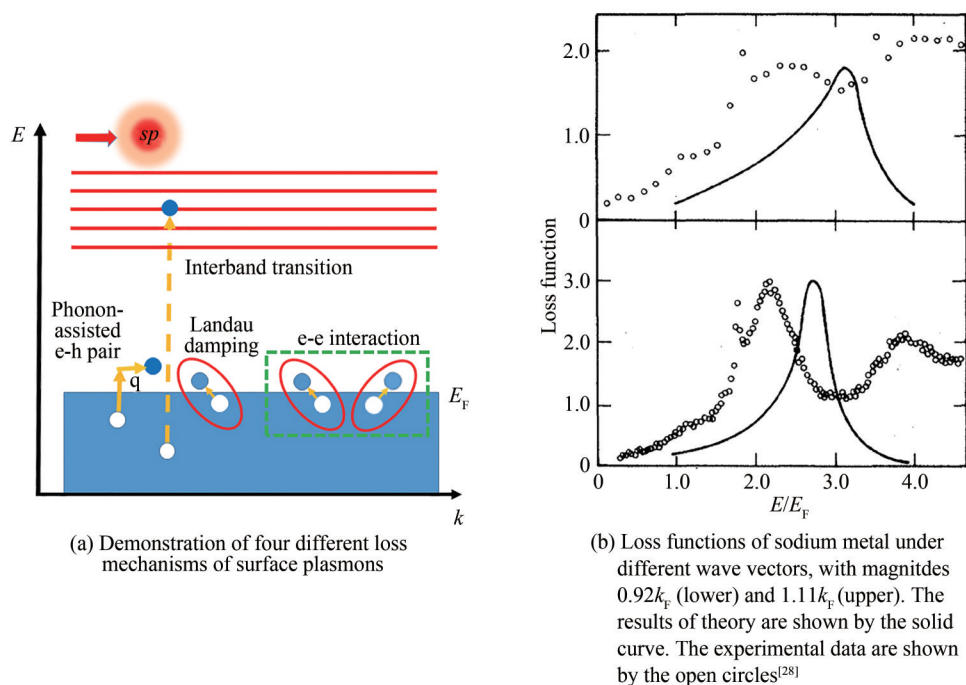 E
sp
Interband transition
Phonon-
assisted
e-h pair
q
Landau
damping
e-e interaction
E_F
k
(a) Demonstration of four different loss
mechanisms of surface plasmons
2.0
1.0
0
3.0
2.0
1.0
0
Loss function
0
1.0
2.0
3.0
4.0
E/E_F
(b) Loss functions of sodium metal under
different wave vectors, with magnitdes
0.92k_F (lower) and 1.11k_F (upper). The
results of theory are shown by the solid
curve. The experimental data are shown
by the open circles[28]